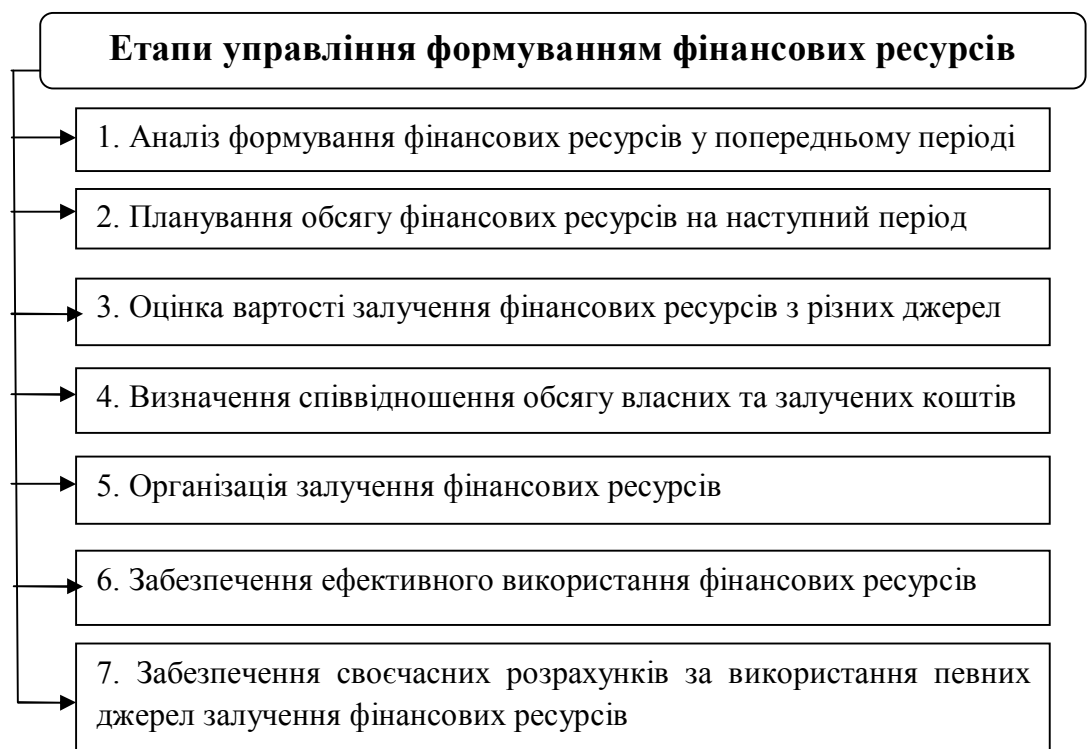 Етапи управління формуванням фінансових ресурсів
1. Аналіз формування фінансових ресурсів у попередньому періоді
2. Планування обсягу фінансових ресурсів на наступний період
3. Оцінка вартості залучення фінансових ресурсів з різних джерел
4. Визначення співвідношення обсягу власних та залучених коштів
5. Організація залучення фінансових ресурсів
6. Забезпечення ефективного використання фінансових ресурсів
7. Забезпечення своєчасних розрахунків за використання певних
джерел залучення фінансових ресурсів